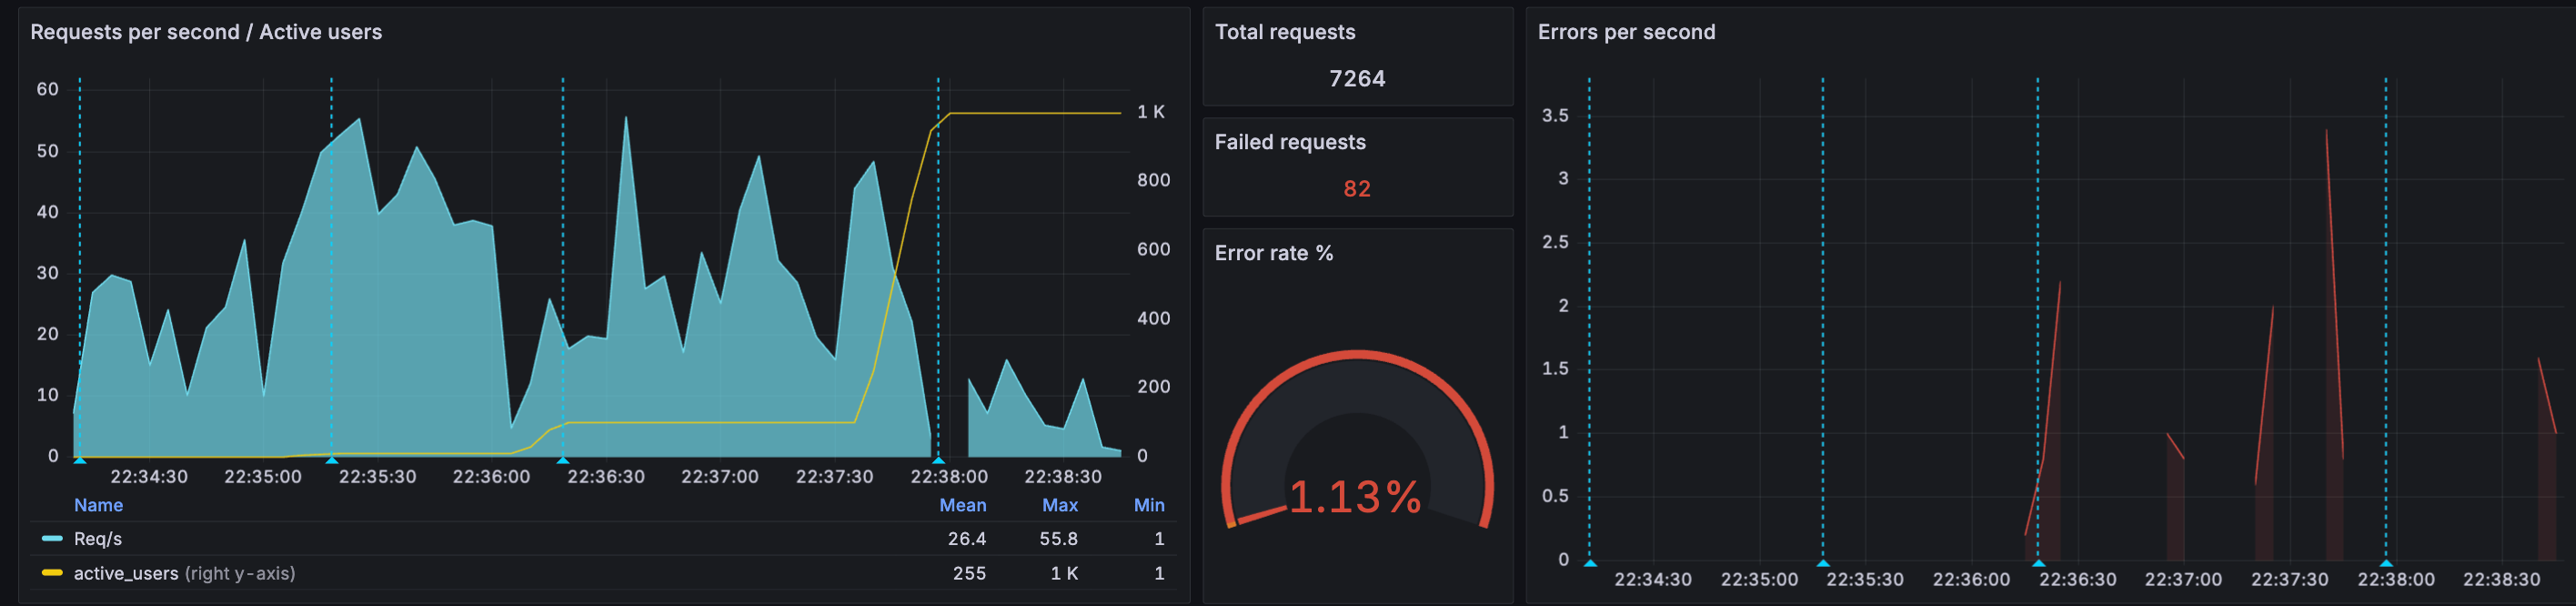 Requests per second / Active users
60
50
40
30
20
10
0
1 K
800
600
400
200
0
22:34:30 22:35:00 22:35:30 22:36:00 22:36:30 22:37:00 22:37:30 22:38:00 22:38:30
Name Mean Max Min
Req/s 26.4 55.8 1
active_users (right y-axis) 255 1 K 1
Total requests
7264
Failed requests
82
Error rate %
1.13%
Errors per second
3.5
3
2.5
2
1.5
1
0.5
0
22:34:30 22:35:00 22:35:30 22:36:00 22:36:30 22:37:00 22:37:30 22:38:00 22:38:30